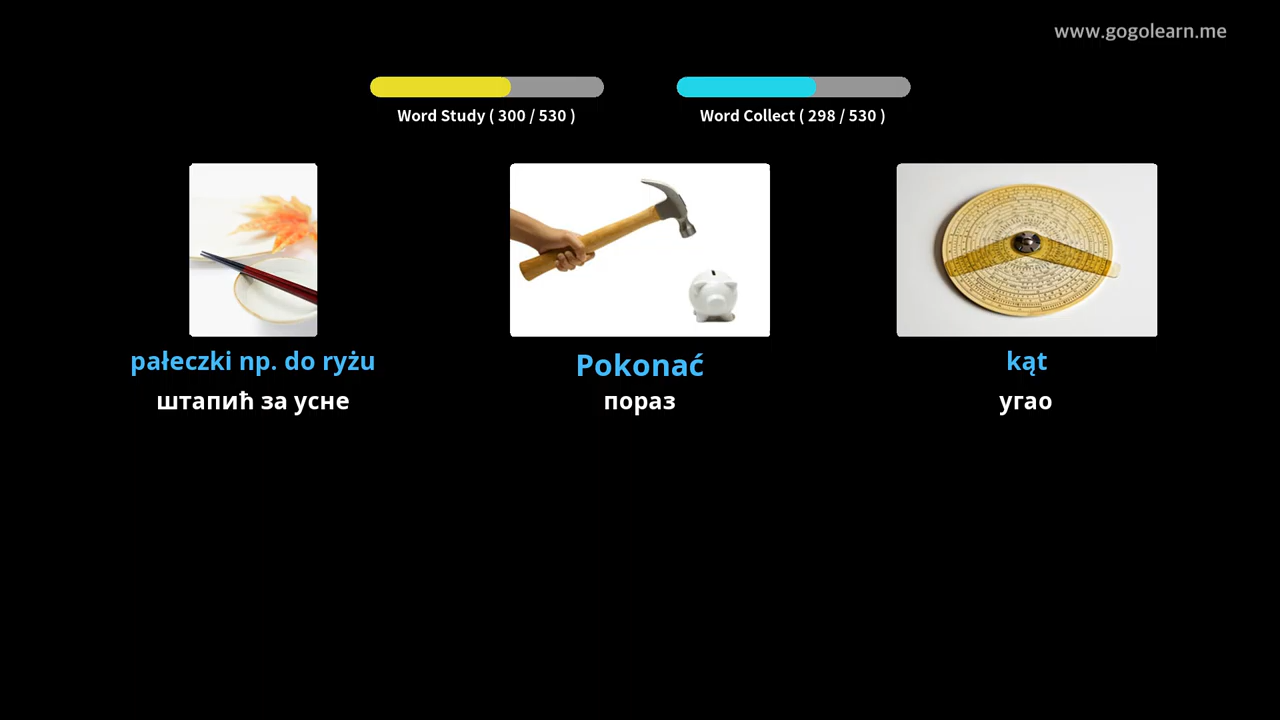 www.gogolearn.me
Word Study ( 300 / 530 )
Word Collect ( 298 / 530 )
pałeczki np. do ryżu
Pokonać
kąt
штапић за усне
пораз
угао